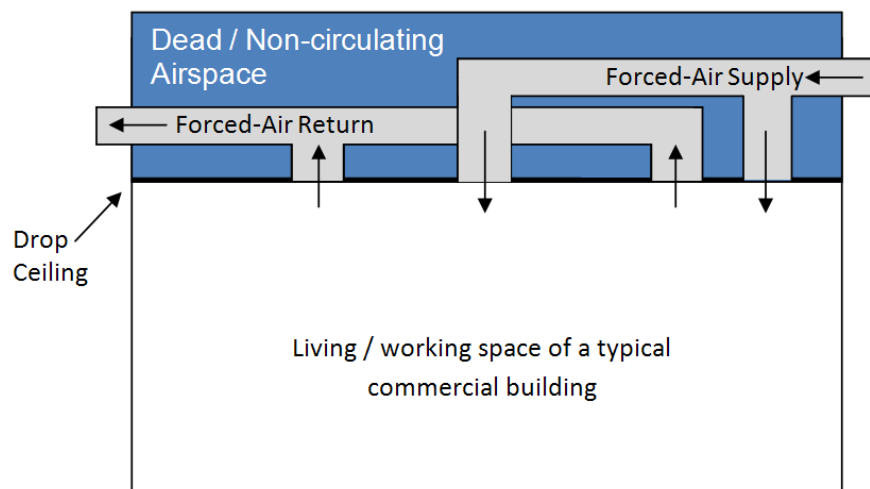 Dead / Non-circulating
Airspace
Forced-Air Supply
Forced-Air Return
Drop
Ceiling
Living / working space of a typical
commercial building